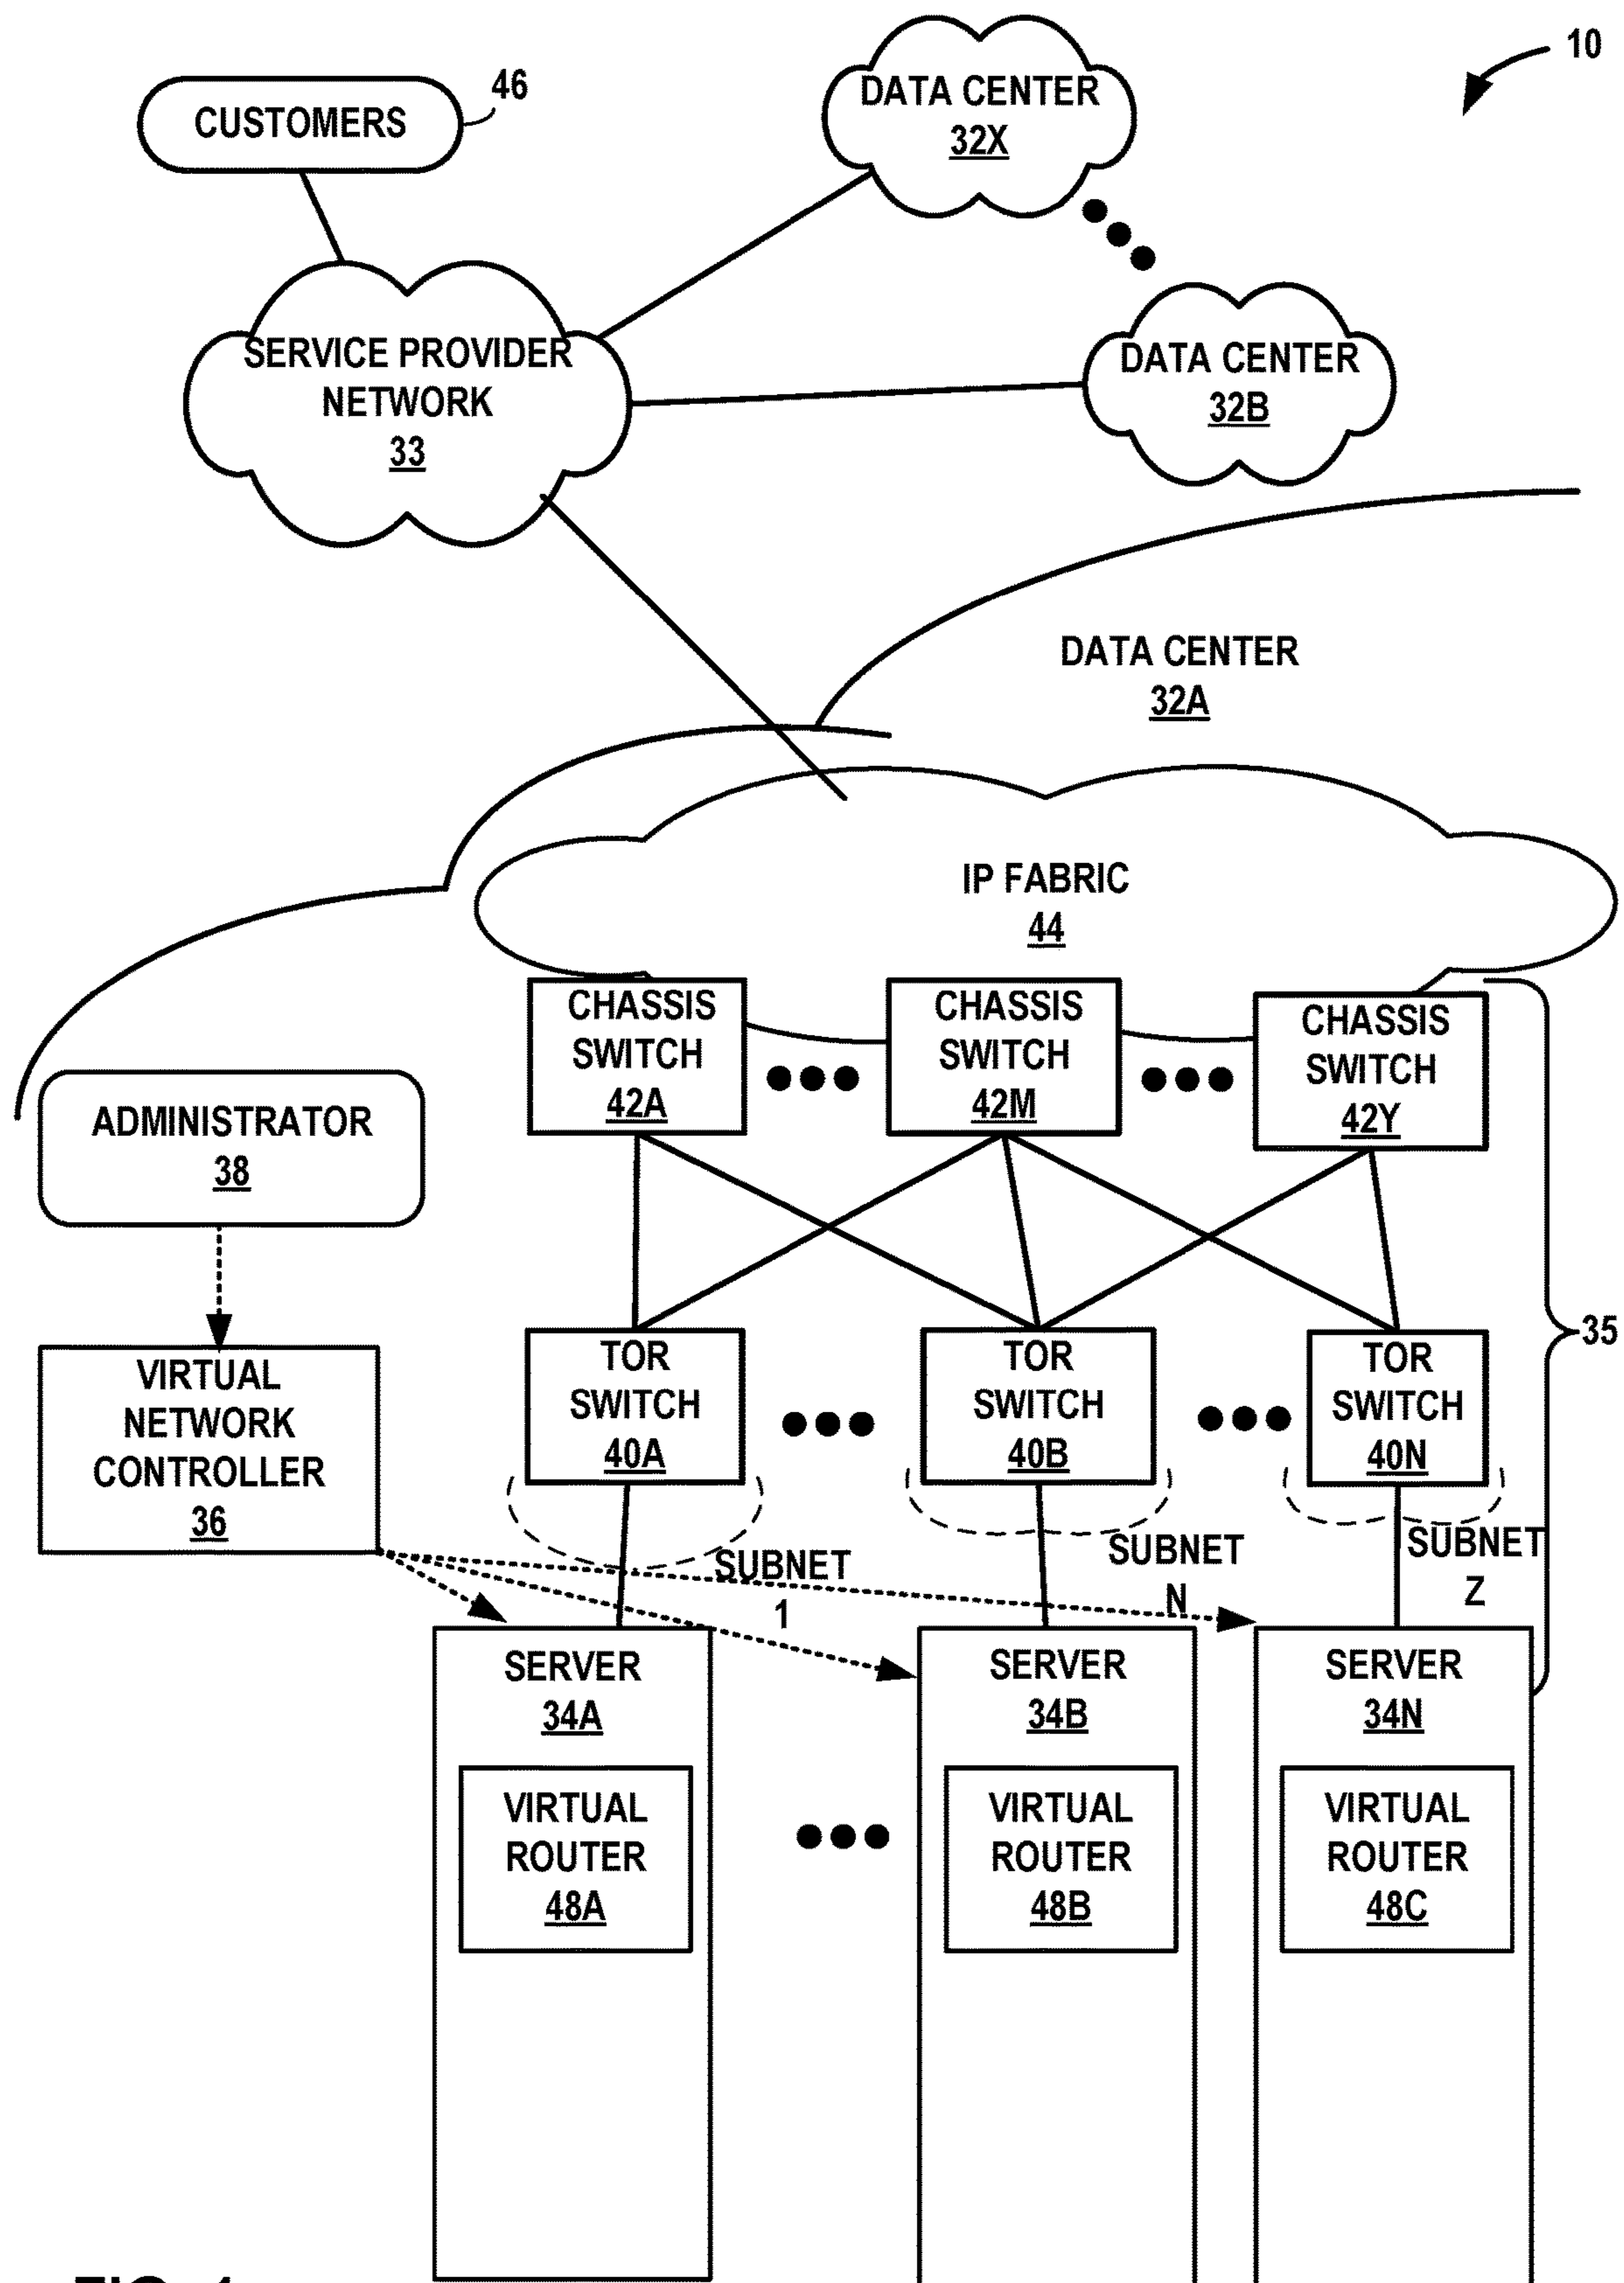 10
CUSTOMERS
46
DATA CENTER
32X
SERVICE PROVIDER
NETWORK
33
DATA CENTER
32B
DATA CENTER
32A
IP FABRIC
44
CHASSIS
SWITCH
42A
CHASSIS
SWITCH
42M
CHASSIS
SWITCH
42Y
ADMINISTRATOR
38
35
VIRTUAL
NETWORK
CONTROLLER
36
TOR
SWITCH
40A
TOR
SWITCH
40B
TOR
SWITCH
40N
SUBNET
1
SUBNET
N
SUBNET
Z
SERVER
34A
SERVER
34B
SERVER
34N
VIRTUAL
ROUTER
48A
VIRTUAL
ROUTER
48B
VIRTUAL
ROUTER
48C